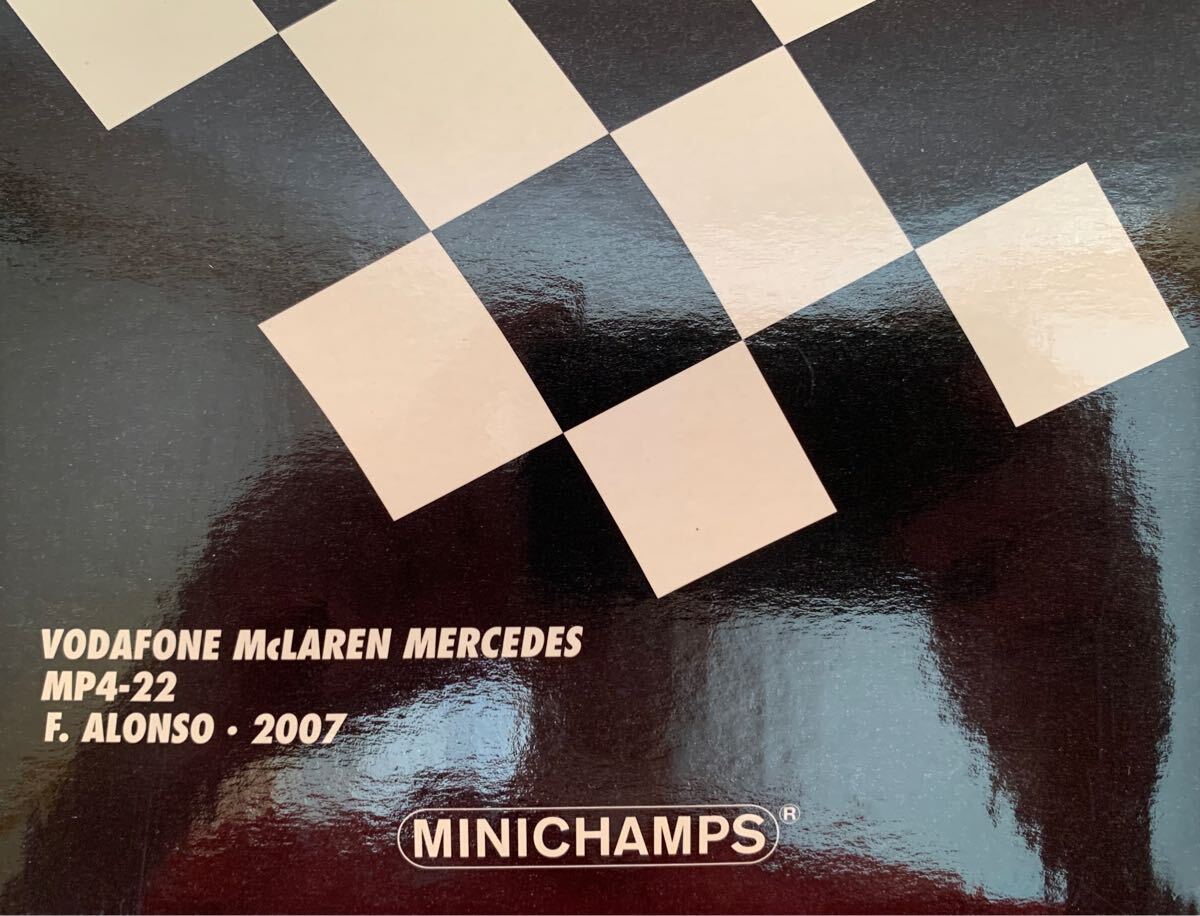 VODAFONE McLAREN MERCEDES
MP4-22
F. ALONSO · 2007
MINICHAMPS®